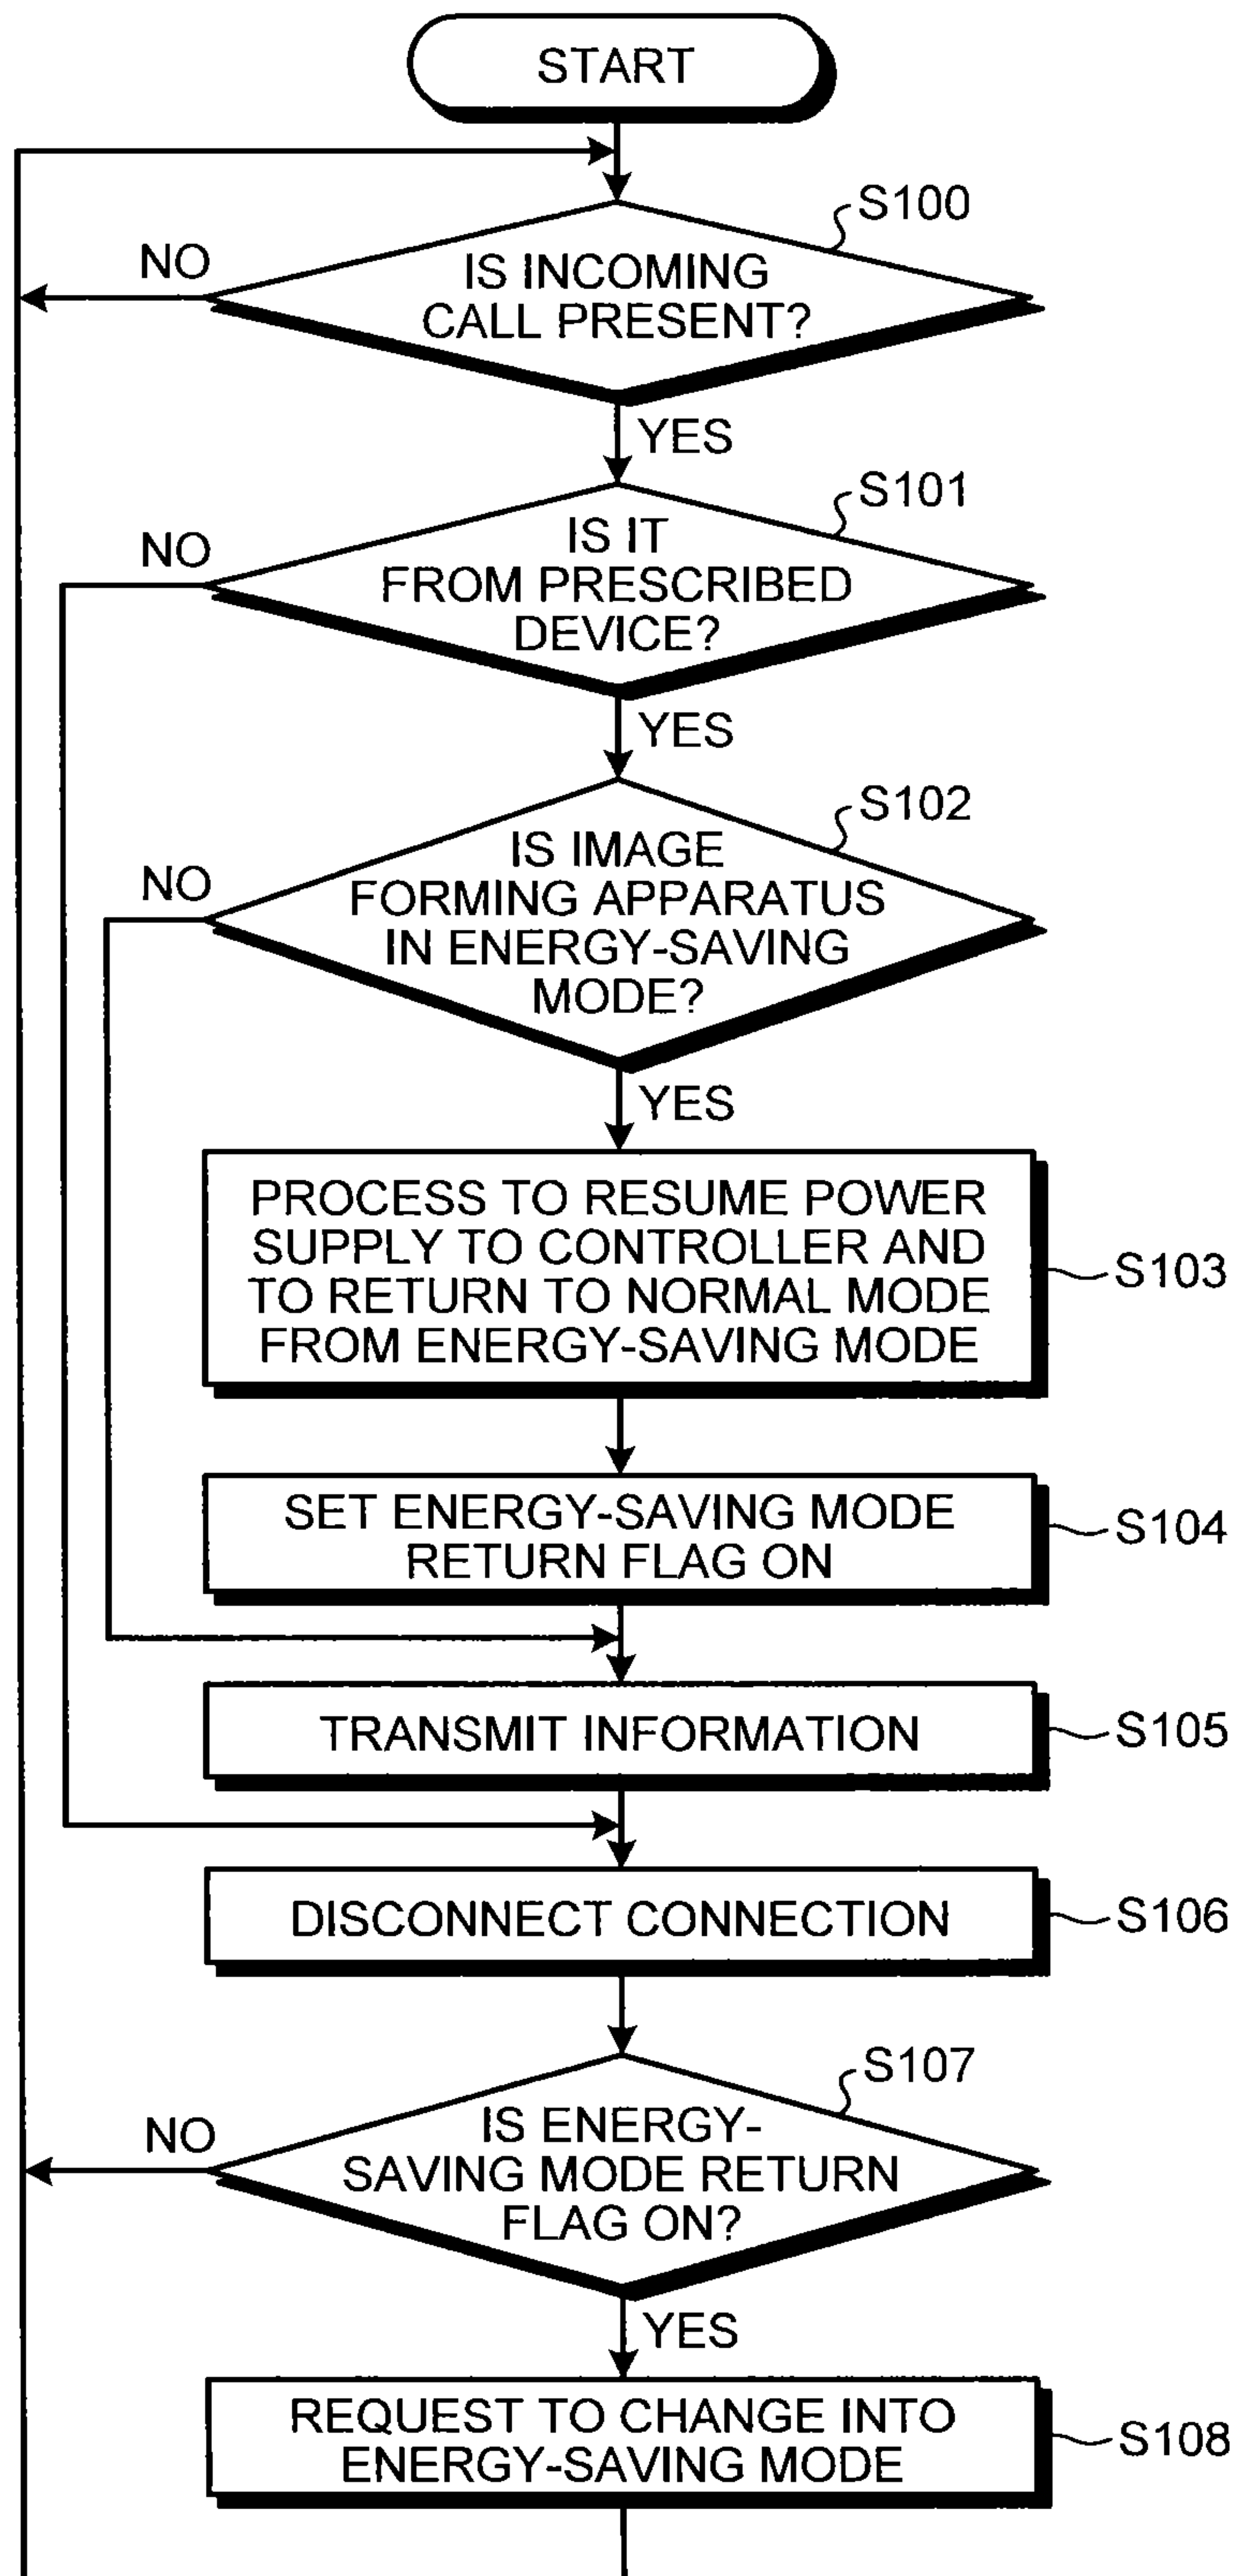 START
S100
NO
IS INCOMING
CALL PRESENT?
YES
S101
NO
IS IT
FROM PRESCRIBED
DEVICE?
YES
S102
NO
IS IMAGE
FORMING APPARATUS
IN ENERGY-SAVING
MODE?
YES
PROCESS TO RESUME POWER
SUPPLY TO CONTROLLER AND
TO RETURN TO NORMAL MODE
FROM ENERGY-SAVING MODE
S103
SET ENERGY-SAVING MODE
RETURN FLAG ON
S104
TRANSMIT INFORMATION
S105
DISCONNECT CONNECTION
S106
S107
NO
IS ENERGY-
SAVING MODE RETURN
FLAG ON?
YES
REQUEST TO CHANGE INTO
ENERGY-SAVING MODE
S108